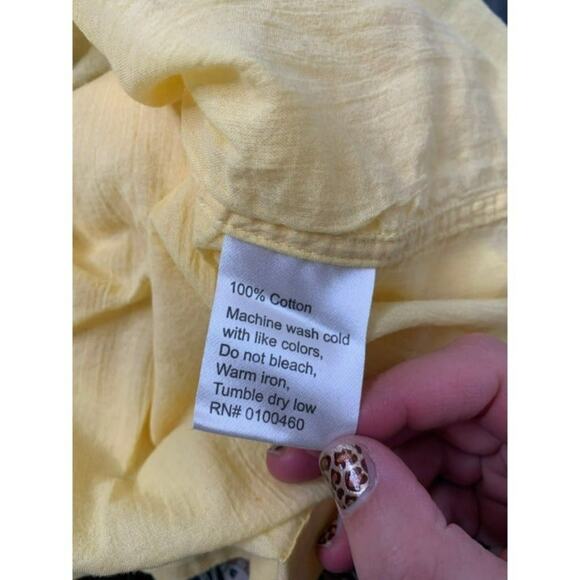 100% Cotton
Machine wash cold
with like colors,
Do not bleach,
Warm iron,
Tumble dry low
RN# 0100460